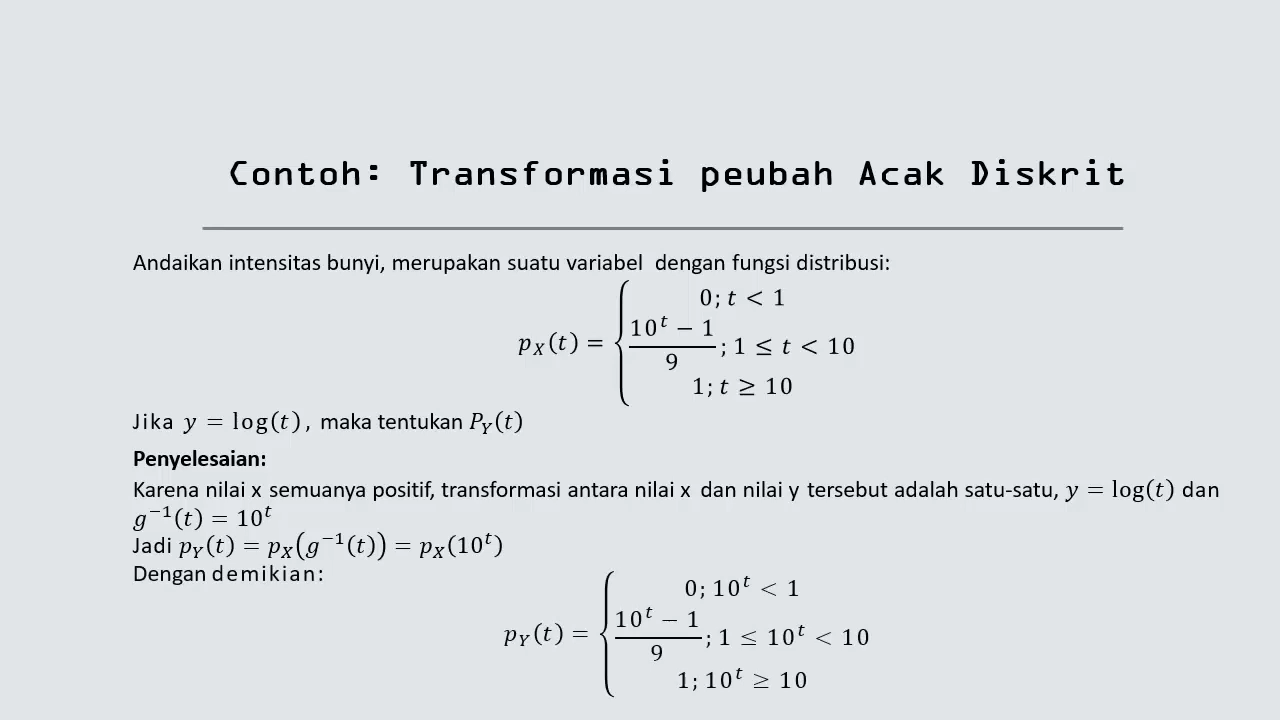 Contoh: Transformasi peubah Acak Diskrit
Andaikan intensitas bunyi, merupakan suatu variabel dengan fungsi distribusi:
0; t < 1
p_X(t) = { (10^t − 1)/9 ; 1 ≤ t < 10
1; t ≥ 10
Jika y = log(t), maka tentukan P_Y(t)
Penyelesaian:
Karena nilai x semuanya positif, transformasi antara nilai x dan nilai y tersebut adalah satu-satu, y = log(t) dan
g^−1(t) = 10^t
Jadi p_Y(t) = p_X(g^−1(t)) = p_X(10^t)
Dengan demikian:
0; 10^t < 1
p_Y(t) = { (10^t − 1)/9 ; 1 ≤ 10^t < 10
1; 10^t ≥ 10